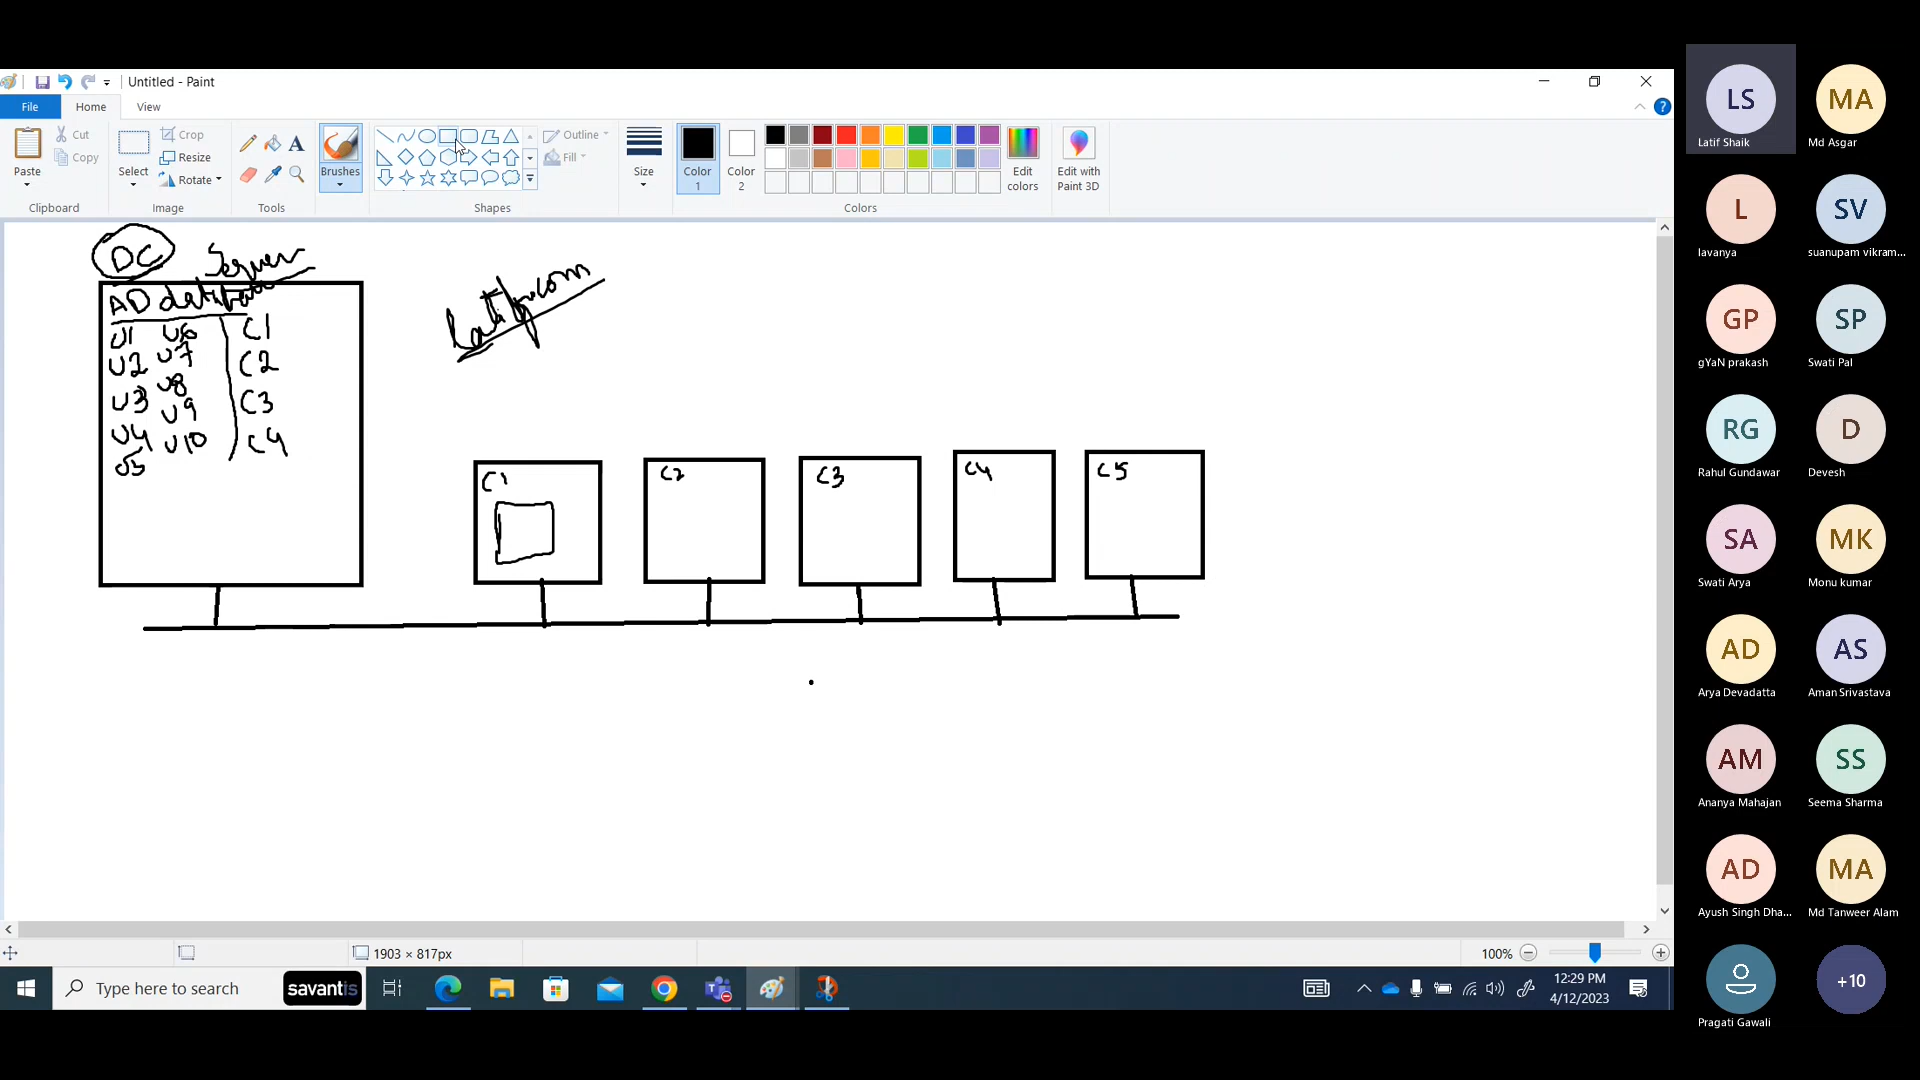 Untitled - Paint
File Home View
Paste
Cut
Copy
Clipboard
Select
Crop
Resize
Rotate
Image
A
Tools
Brushes
Shapes
Outline
Fill
Size
Color 1
Color 2
Edit colors
Edit with Paint 3D
Colors
DC Server
AD database
U1 U6 C1
U2 U7 C2
U3 U8 C3
U4 U9 C4
U5 U10
Latif.com
C1 C2 C3 C4 C5
1903 × 817px
100%
Type here to search
savantis
12:29 PM
4/12/2023
LS
Latif Shaik
MA
Md Asgar
L
lavanya
SV
suanupam vikram...
GP
gYaN prakash
SP
Swati Pal
RG
Rahul Gundawar
D
Devesh
SA
Swati Arya
MK
Monu kumar
AD
Arya Devadatta
AS
Aman Srivastava
AM
Ananya Mahajan
SS
Seema Sharma
AD
Ayush Singh Dha...
MA
Md Tanweer Alam
Pragati Gawali
+10